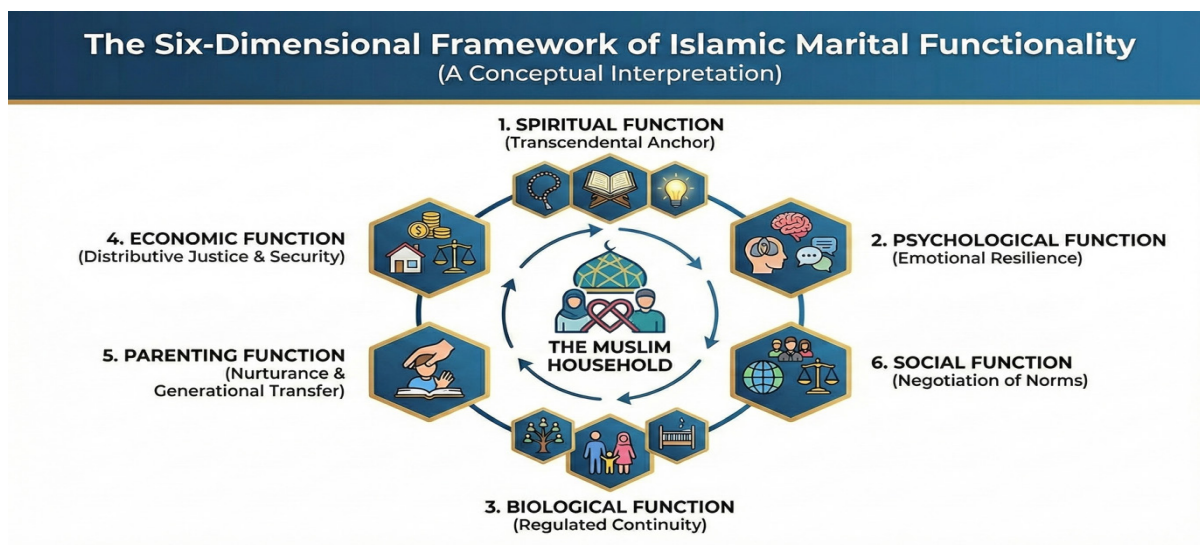 The Six-Dimensional Framework of Islamic Marital Functionality
(A Conceptual Interpretation)
1. SPIRITUAL FUNCTION
(Transcendental Anchor)
4. ECONOMIC FUNCTION
(Distributive Justice & Security)
2. PSYCHOLOGICAL FUNCTION
(Emotional Resilience)
THE MUSLIM
HOUSEHOLD
5. PARENTING FUNCTION
(Nurturance &
Generational Transfer)
6. SOCIAL FUNCTION
(Negotiation of Norms)
3. BIOLOGICAL FUNCTION
(Regulated Continuity)